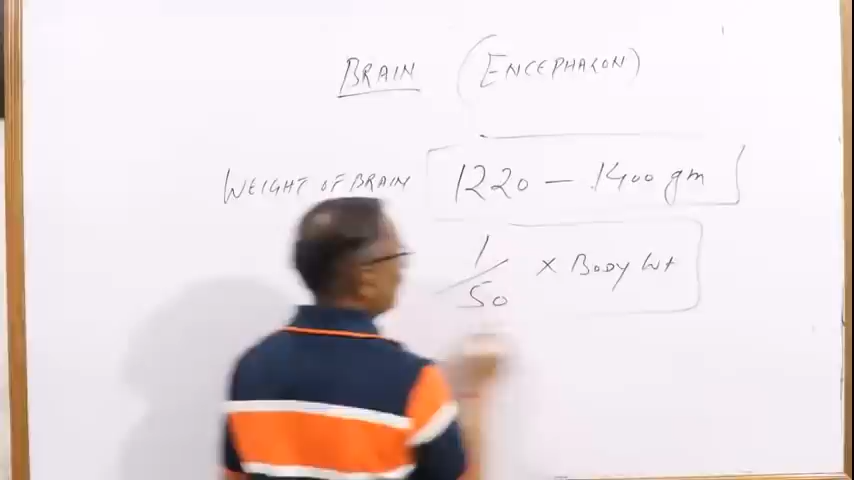 BRAIN (ENCEPHALON)
WEIGHT OF BRAIN 1220 - 1400 gm
1/50 × BODY Wt